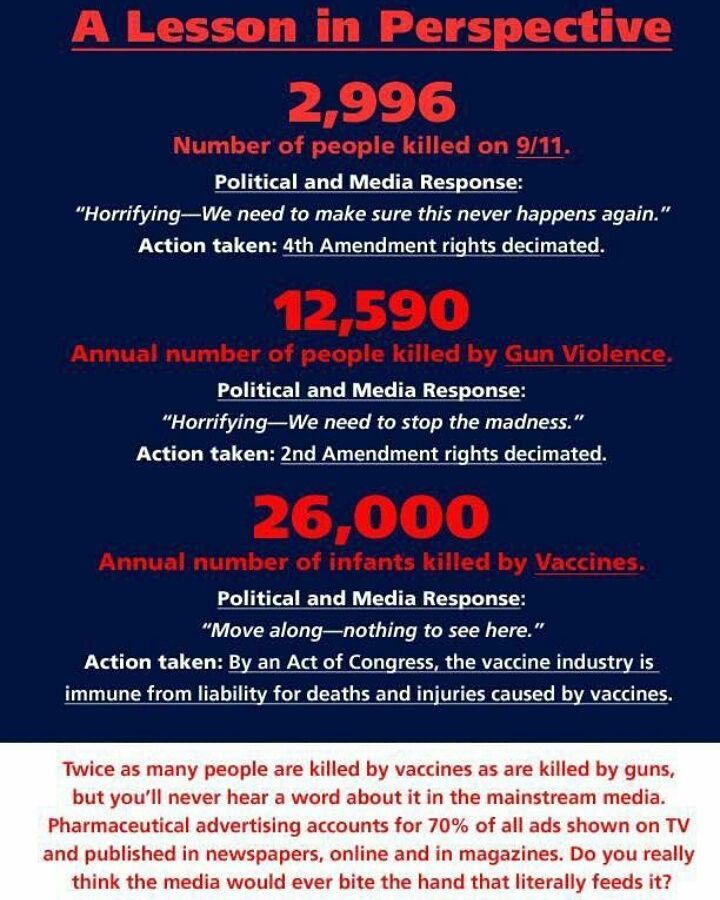 A Lesson in Perspective
2,996
Number of people killed on 9/11.
Political and Media Response:
“Horrifying—We need to make sure this never happens again.”
Action taken: 4th Amendment rights decimated.
12,590
Annual number of people killed by Gun Violence.
Political and Media Response:
“Horrifying—We need to stop the madness.”
Action taken: 2nd Amendment rights decimated.
26,000
Annual number of infants killed by Vaccines.
Political and Media Response:
“Move along—nothing to see here.”
Action taken: By an Act of Congress, the vaccine industry is
immune from liability for deaths and injuries caused by vaccines.
Twice as many people are killed by vaccines as are killed by guns,
but you’ll never hear a word about it in the mainstream media.
Pharmaceutical advertising accounts for 70% of all ads shown on TV
and published in newspapers, online and in magazines. Do you really
think the media would ever bite the hand that literally feeds it?